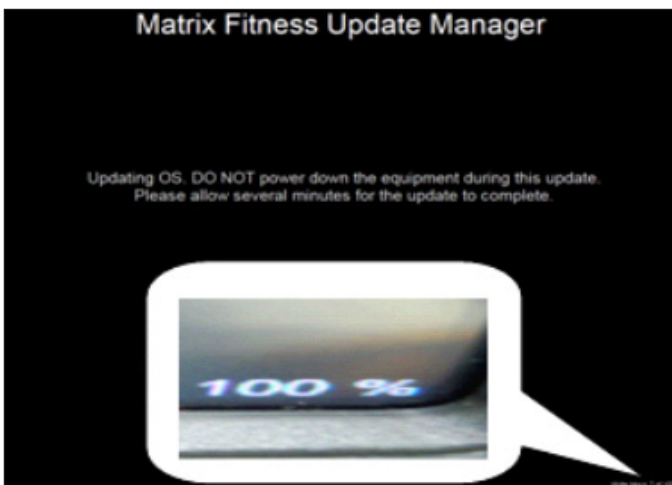 Matrix Fitness Update Manager
Updating OS. DO NOT power down the equipment during this update.
Please allow several minutes for the update to complete.
100 %